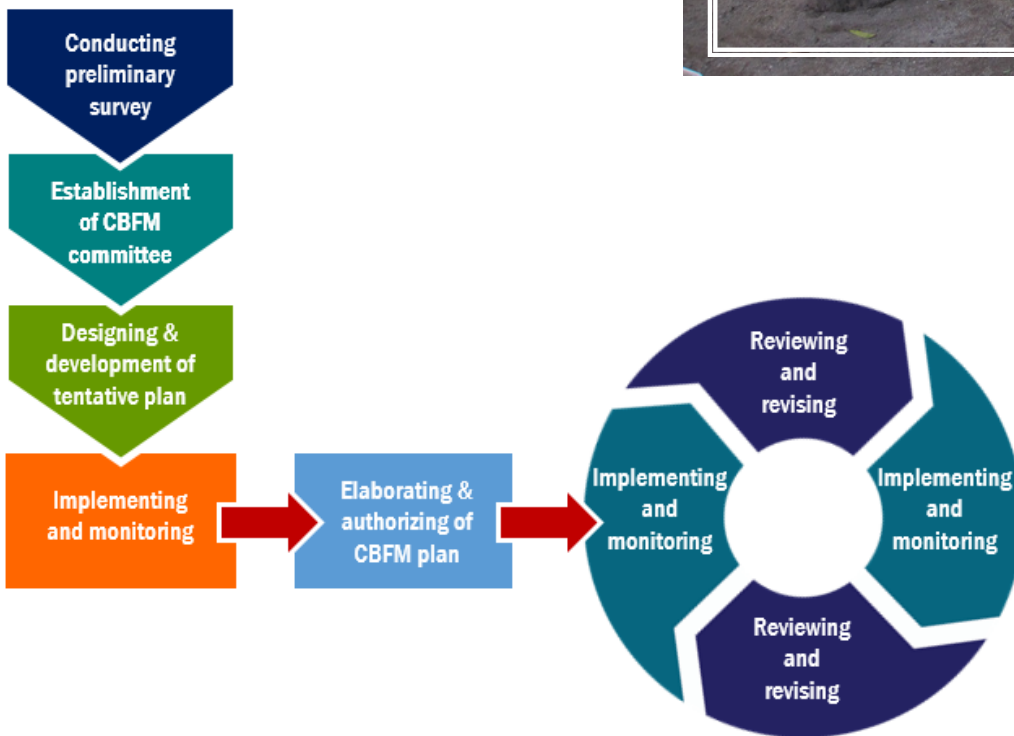 Conducting
preliminary
survey
Establishment
of CBFM
committee
Designing &
development of
tentative plan
Implementing
and monitoring
Elaborating &
authorizing of
CBFM plan
Reviewing
and
revising
Implementing
and
monitoring
Implementing
and
monitoring
Reviewing
and
revising